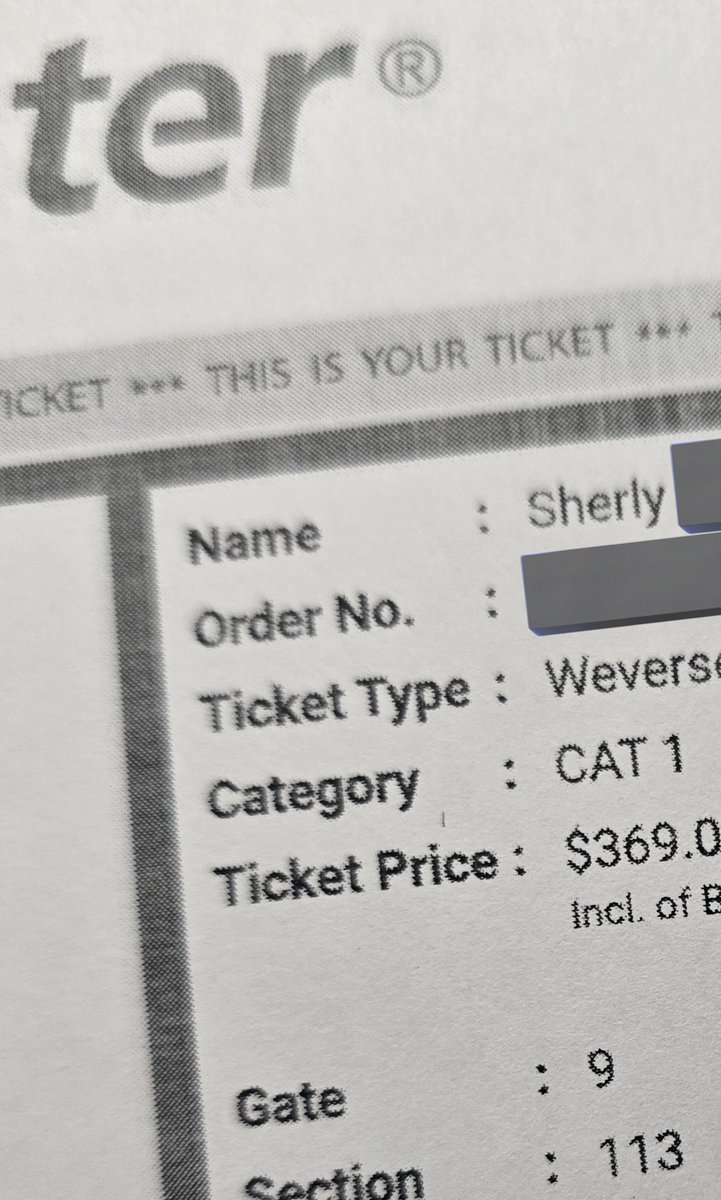 ter®
TICKET *** THIS IS YOUR TICKET ***
Name : Sherly
Order No. :
Ticket Type : Weverse
Category : CAT 1
Ticket Price : $369.0
Incl. of B
Gate : 9
Section : 113